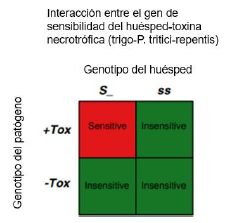 Interacción entre el gen de
sensibilidad del huésped-toxina
necrotrófica (trigo-P. tritici-repentis)
Genotipo del huésped
S_ ss
Genotipo del patógeno
+Tox Sensitive Insensitive
-Tox Insensitive Insensitive